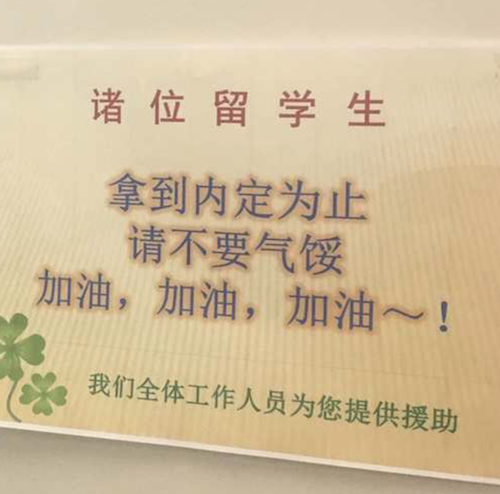 诸位留学生
拿到内定为止
请不要气馁
加油，加油，加油～！
我们全体工作人员为您提供援助